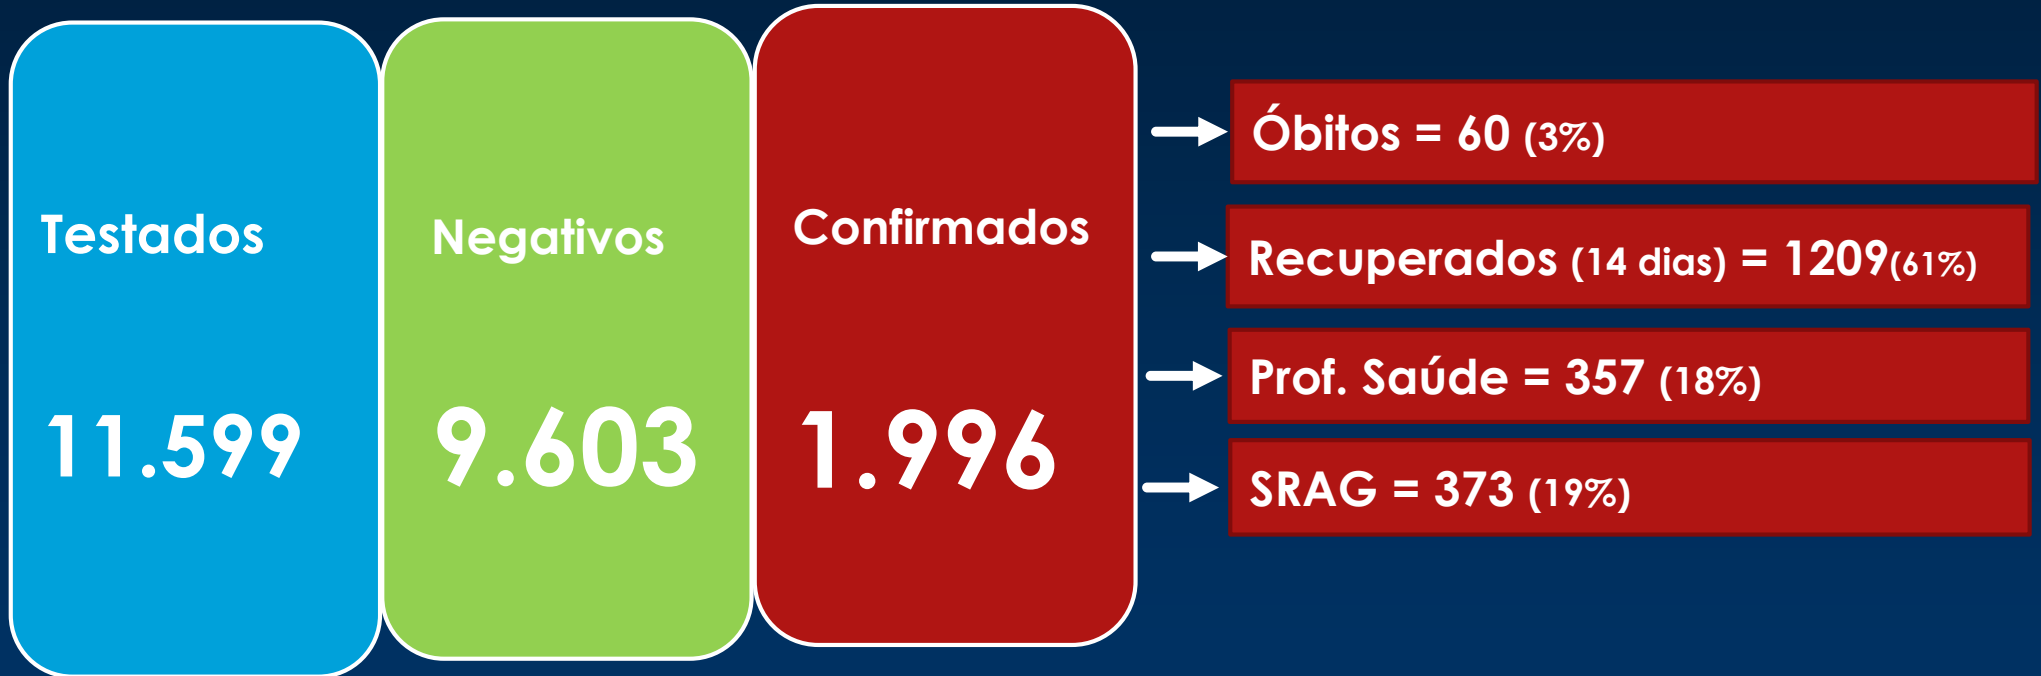 Testados
11.599
Negativos
9.603
Confirmados
1.996
Óbitos = 60 (3%)
Recuperados (14 dias) = 1209(61%)
Prof. Saúde = 357 (18%)
SRAG = 373 (19%)